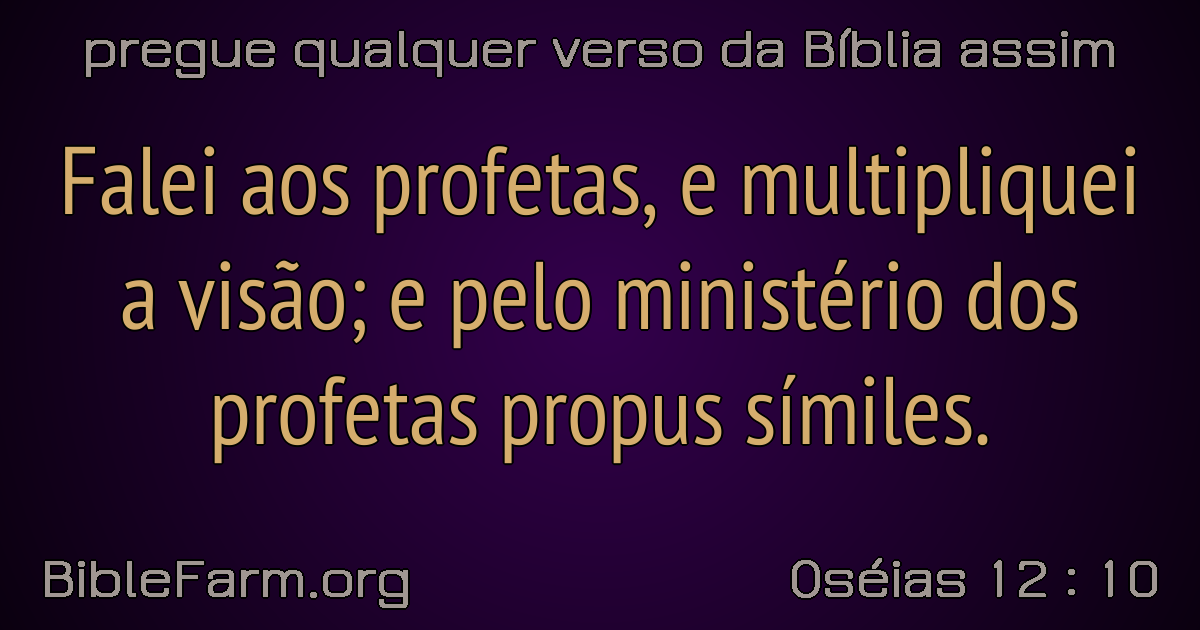 pregue qualquer verso da Bíblia assim
Falei aos profetas, e multipliquei
a visão; e pelo ministério dos
profetas propus símiles.
BibleFarm.org
Oséias 12 : 10